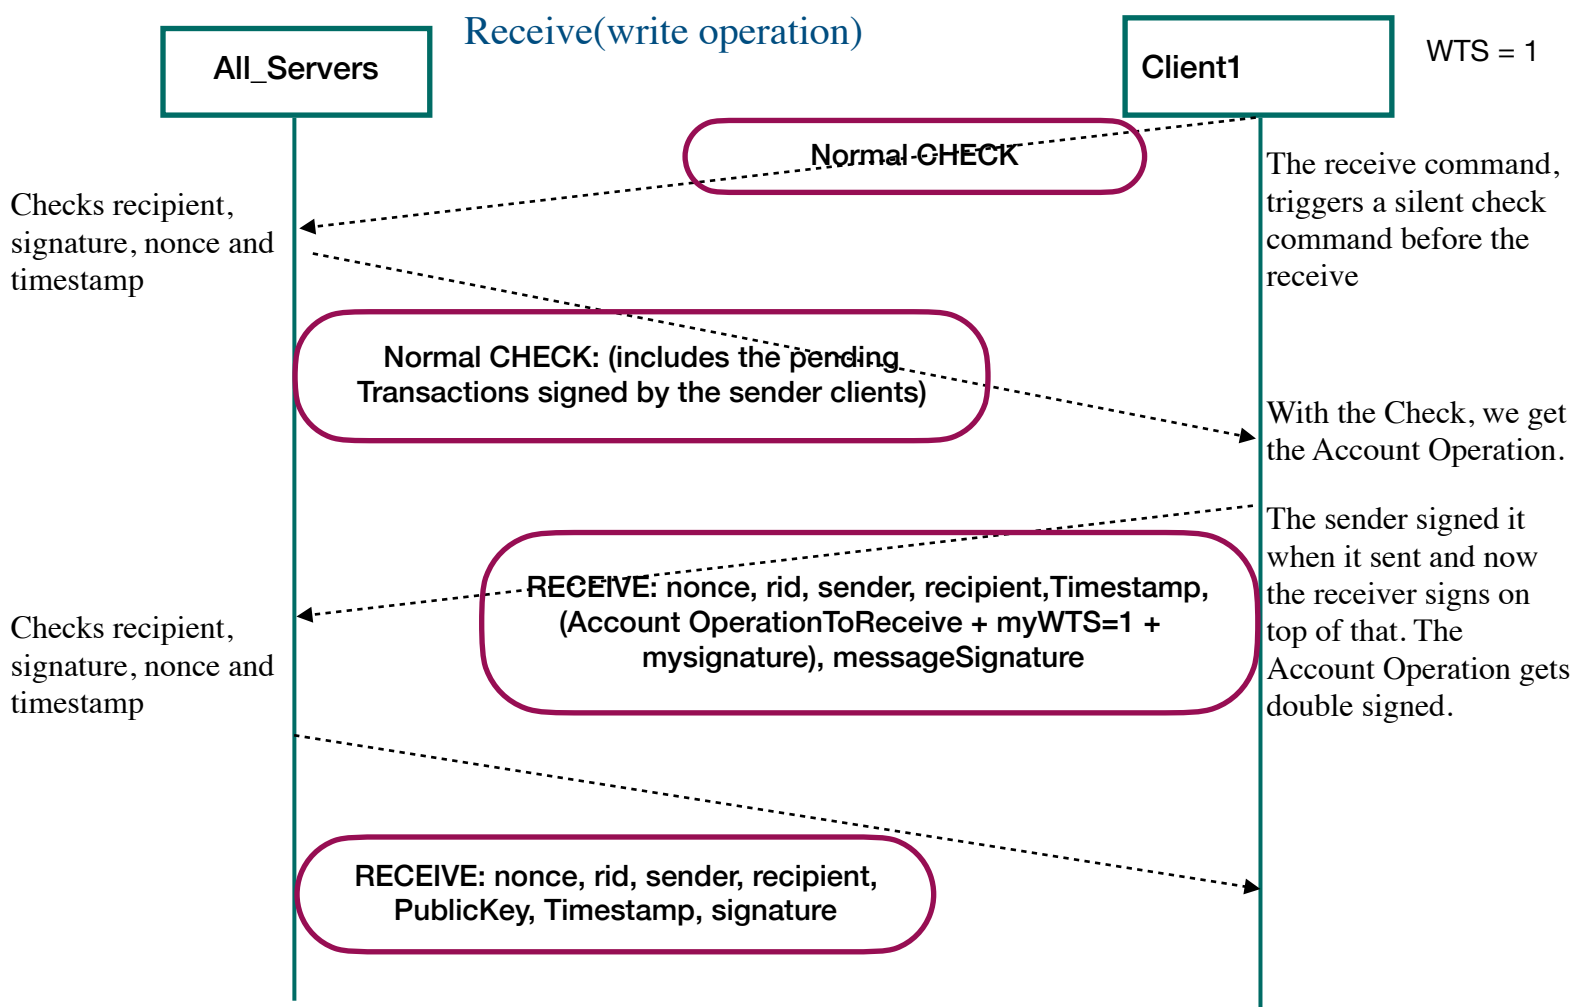 Receive(write operation)
All_Servers
Client1
WTS = 1
Normal CHECK
The receive command,
triggers a silent check
command before the
receive
Checks recipient,
signature, nonce and
timestamp
Normal CHECK: (includes the pending
Transactions signed by the sender clients)
With the Check, we get
the Account Operation.
The sender signed it
when it sent and now
the receiver signs on
top of that. The
Account Operation gets
double signed.
RECEIVE: nonce, rid, sender, recipient,Timestamp,
(Account OperationToReceive + myWTS=1 +
mysignature), messageSignature
Checks recipient,
signature, nonce and
timestamp
RECEIVE: nonce, rid, sender, recipient,
PublicKey, Timestamp, signature